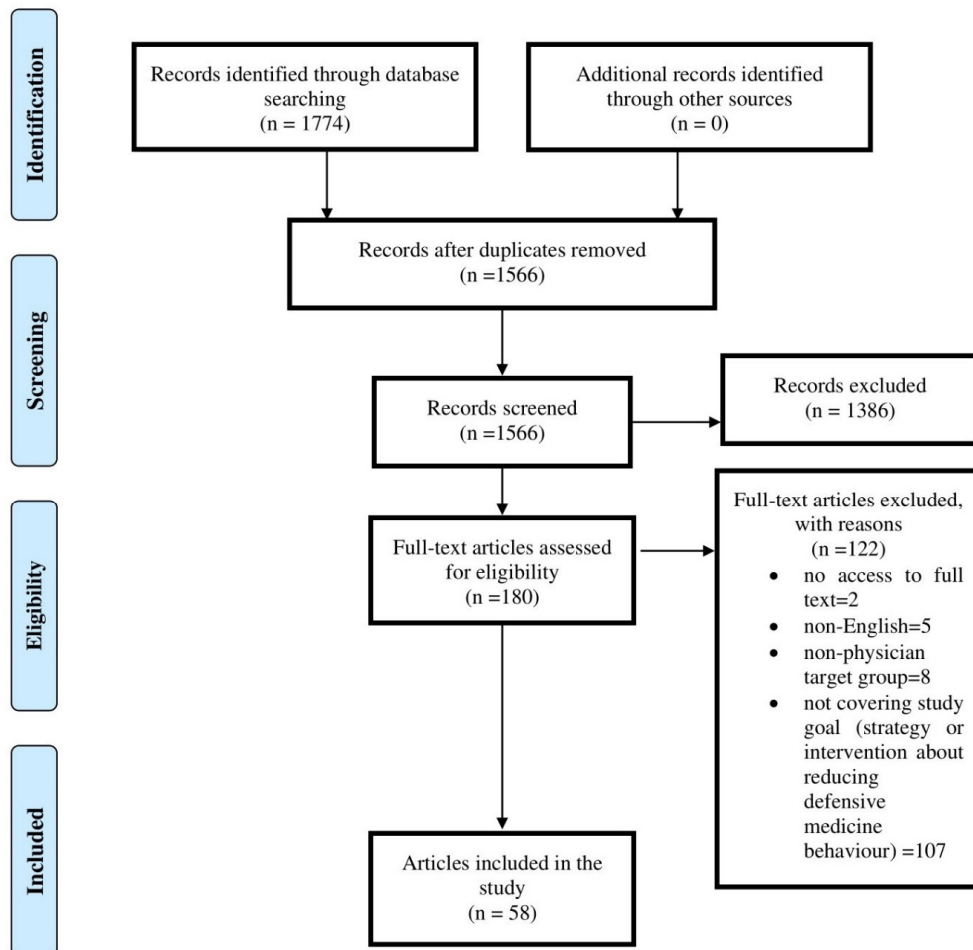 Identification
Records identified through database
searching
(n = 1774)
Additional records identified
through other sources
(n = 0)
Records after duplicates removed
(n =1566)
Screening
Records screened
(n =1566)
Records excluded
(n = 1386)
Eligibility
Full-text articles assessed
for eligibility
(n =180)
Full-text articles excluded,
with reasons
(n =122)
• no access to full
text=2
• non-English=5
• non-physician
target group=8
• not covering study
goal (strategy or
intervention about
reducing
defensive
medicine
behaviour) =107
Included
Articles included in the
study
(n = 58)